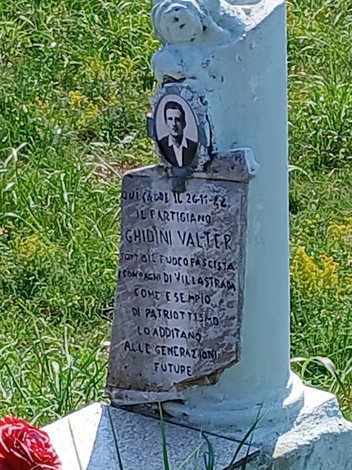 QUI CADDE IL 26-11-44
IL PARTIGIANO
GHIDINI VALTER
SOTTO IL FUOCO FASCISTA
I COMPAGNI DI VILLASTRADA
COME ESEMPIO
DI PATRIOTTISMO
LO ADDITANO
ALLE GENERAZIONI
FUTURE